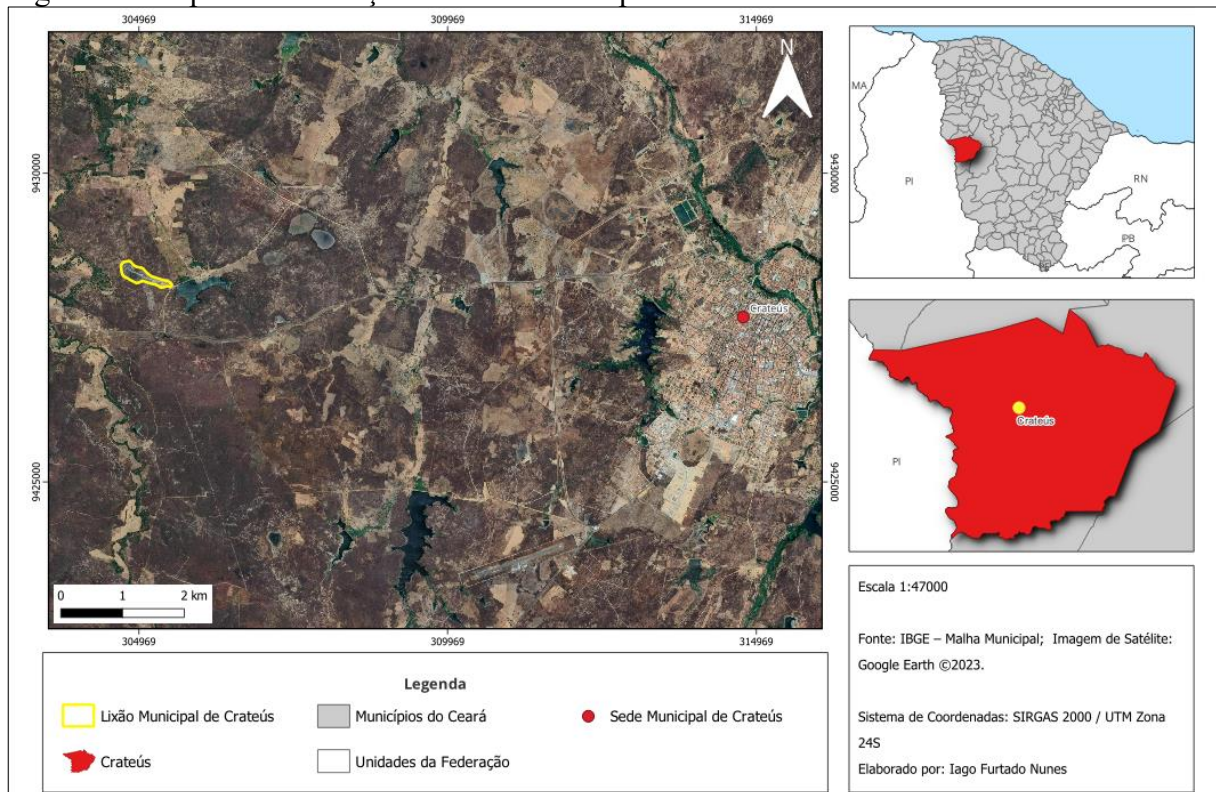 304969 309969 314969
N
9430000
9430000
Crateús
9425000
9425000
0 1 2 km
304969 309969 314969
MA
PI
RN
PB
Crateús
PI
Legenda
Lixão Municipal de Crateús
Municípios do Ceará
Sede Municipal de Crateús
Crateús
Unidades da Federação
Escala 1:47000
Fonte: IBGE – Malha Municipal; Imagem de Satélite:
Google Earth ©2023.
Sistema de Coordenadas: SIRGAS 2000 / UTM Zona
24S
Elaborado por: Iago Furtado Nunes